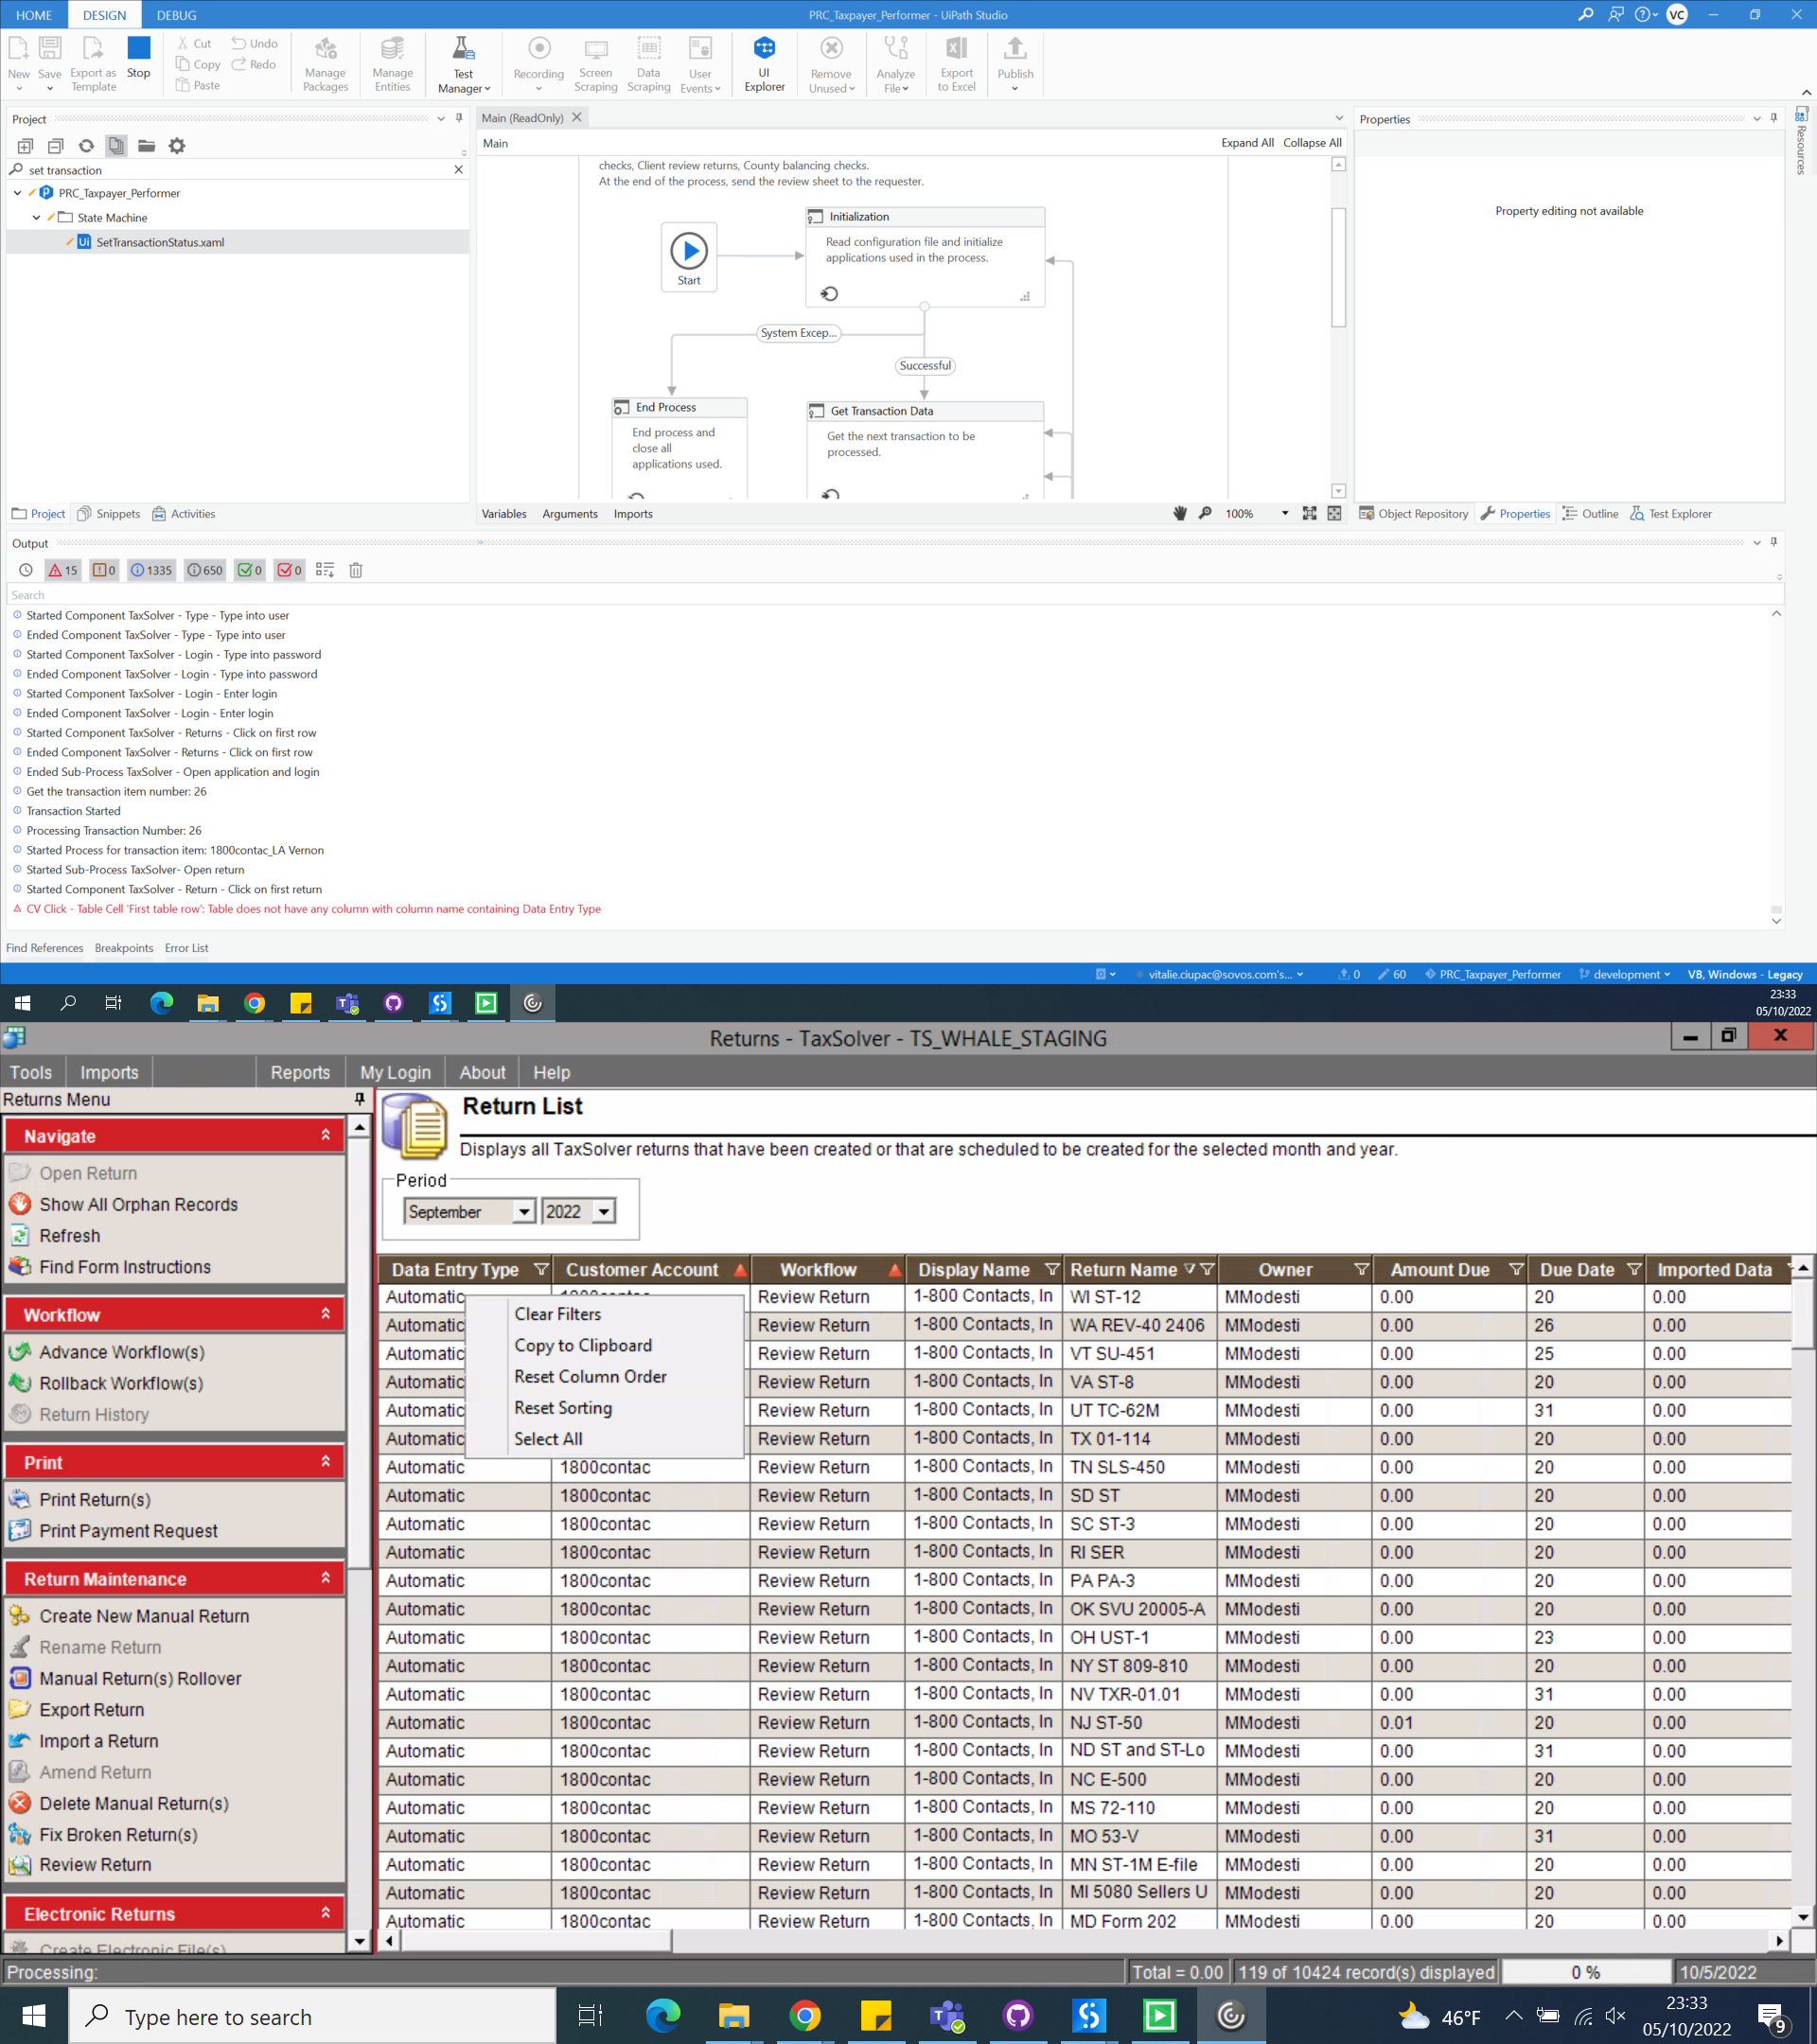 HOME DESIGN DEBUG PRC_Taxpayer_Performer - UiPath Studio VC
New Save Export as Template Stop Cut Copy Paste Undo Redo Manage Packages Manage Entities Test Manager Recording Screen Scraping Data Scraping User Events UI Explorer Remove Unused Analyze File Export to Excel Publish
Project
set transaction
PRC_Taxpayer_Performer
State Machine
SetTransactionStatus.xaml
Project Snippets Activities
Main (ReadOnly)
Main Expand All Collapse All
checks, Client review returns, County balancing checks.
At the end of the process, send the review sheet to the requester.
Start
Initialization
Read configuration file and initialize
applications used in the process.
System Excep...
Successful
End Process
End process and
close all
applications used.
Get Transaction Data
Get the next transaction to be
processed.
Variables Arguments Imports 100%
Properties
Property editing not available
Resources
Object Repository Properties Outline Test Explorer
Output
15 0 1335 650 0 0
Search
Started Component TaxSolver - Type - Type into user
Ended Component TaxSolver - Type - Type into user
Started Component TaxSolver - Login - Type into password
Ended Component TaxSolver - Login - Type into password
Started Component TaxSolver - Login - Enter login
Ended Component TaxSolver - Login - Enter login
Started Component TaxSolver - Returns - Click on first row
Ended Component TaxSolver - Returns - Click on first row
Ended Sub-Process TaxSolver - Open application and login
Get the transaction item number: 26
Transaction Started
Processing Transaction Number: 26
Started Process for transaction item: 1800contac_LA Vernon
Started Sub-Process TaxSolver- Open return
Started Component TaxSolver - Return - Click on first return
CV Click - Table Cell 'First table row': Table does not have any column with column name containing Data Entry Type
Find References Breakpoints Error List
vitalie.ciupac@sovos.com's... 0 60 PRC_Taxpayer_Performer development VB, Windows - Legacy
23:33
05/10/2022
Returns - TaxSolver - TS_WHALE_STAGING
Tools Imports Reports My Login About Help
Returns Menu
Navigate
Open Return
Show All Orphan Records
Refresh
Find Form Instructions
Workflow
Advance Workflow(s)
Rollback Workflow(s)
Return History
Print
Print Return(s)
Print Payment Request
Return Maintenance
Create New Manual Return
Rename Return
Manual Return(s) Rollover
Export Return
Import a Return
Amend Return
Delete Manual Return(s)
Fix Broken Return(s)
Review Return
Electronic Returns
Create Electronic File(s)
Return List
Displays all TaxSolver returns that have been created or that are scheduled to be created for the selected month and year.
Period
September 2022
Data Entry Type Customer Account Workflow Display Name Return Name Owner Amount Due Due Date Imported Data
Automatic Review Return 1-800 Contacts, In WI ST-12 MModesti 0.00 20 0.00
Automatic Review Return 1-800 Contacts, In WA REV-40 2406 MModesti 0.00 26 0.00
Automatic Review Return 1-800 Contacts, In VT SU-451 MModesti 0.00 25 0.00
Automatic Review Return 1-800 Contacts, In VA ST-8 MModesti 0.00 20 0.00
Automatic Review Return 1-800 Contacts, In UT TC-62M MModesti 0.00 31 0.00
Automatic Review Return 1-800 Contacts, In TX 01-114 MModesti 0.00 20 0.00
Clear Filters
Copy to Clipboard
Reset Column Order
Reset Sorting
Select All
Automatic 1800contac Review Return 1-800 Contacts, In TN SLS-450 MModesti 0.00 20 0.00
Automatic 1800contac Review Return 1-800 Contacts, In SD ST MModesti 0.00 20 0.00
Automatic 1800contac Review Return 1-800 Contacts, In SC ST-3 MModesti 0.00 20 0.00
Automatic 1800contac Review Return 1-800 Contacts, In RI SER MModesti 0.00 20 0.00
Automatic 1800contac Review Return 1-800 Contacts, In PA PA-3 MModesti 0.00 20 0.00
Automatic 1800contac Review Return 1-800 Contacts, In OK SVU 20005-A MModesti 0.00 20 0.00
Automatic 1800contac Review Return 1-800 Contacts, In OH UST-1 MModesti 0.00 23 0.00
Automatic 1800contac Review Return 1-800 Contacts, In NY ST 809-810 MModesti 0.00 20 0.00
Automatic 1800contac Review Return 1-800 Contacts, In NV TXR-01.01 MModesti 0.00 31 0.00
Automatic 1800contac Review Return 1-800 Contacts, In NJ ST-50 MModesti 0.01 20 0.00
Automatic 1800contac Review Return 1-800 Contacts, In ND ST and ST-Lo MModesti 0.00 31 0.00
Automatic 1800contac Review Return 1-800 Contacts, In NC E-500 MModesti 0.00 20 0.00
Automatic 1800contac Review Return 1-800 Contacts, In MS 72-110 MModesti 0.00 20 0.00
Automatic 1800contac Review Return 1-800 Contacts, In MO 53-V MModesti 0.00 31 0.00
Automatic 1800contac Review Return 1-800 Contacts, In MN ST-1M E-file MModesti 0.00 20 0.00
Automatic 1800contac Review Return 1-800 Contacts, In MI 5080 Sellers U MModesti 0.00 20 0.00
Automatic 1800contac Review Return 1-800 Contacts, In MD Form 202 MModesti 0.00 20 0.00
Processing: Total = 0.00 119 of 10424 record(s) displayed 0 % 10/5/2022
Type here to search 46°F 23:33
05/10/2022 9